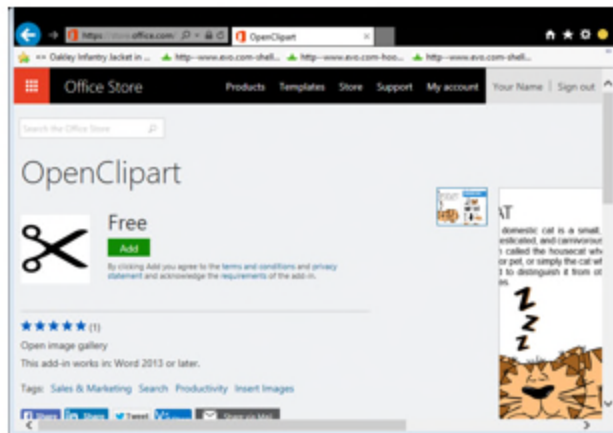 https://store.office.com/
OpenClipart
Oakley Infantry Jacket in ... http--www.evo.com-shell... http--www.evo.com-hoo... http--www.evo.com-shell...
Office Store Products Templates Store Support My account Your Name | Sign out
Search the Office Store
OpenClipart
Free
Add
By clicking Add you agree to the terms and conditions and privacy
statement and acknowledge the requirements of the add-in.
(1)
Open image gallery
This add-in works in: Word 2013 or later.
Tags: Sales & Marketing Search Productivity Insert Images
Share Share Tweet Share via Mail
AT
domestic cat is a small,
and carnivorous
called the housecat
or pet, or simply the cat
to distinguish it from
Z
Z
Z